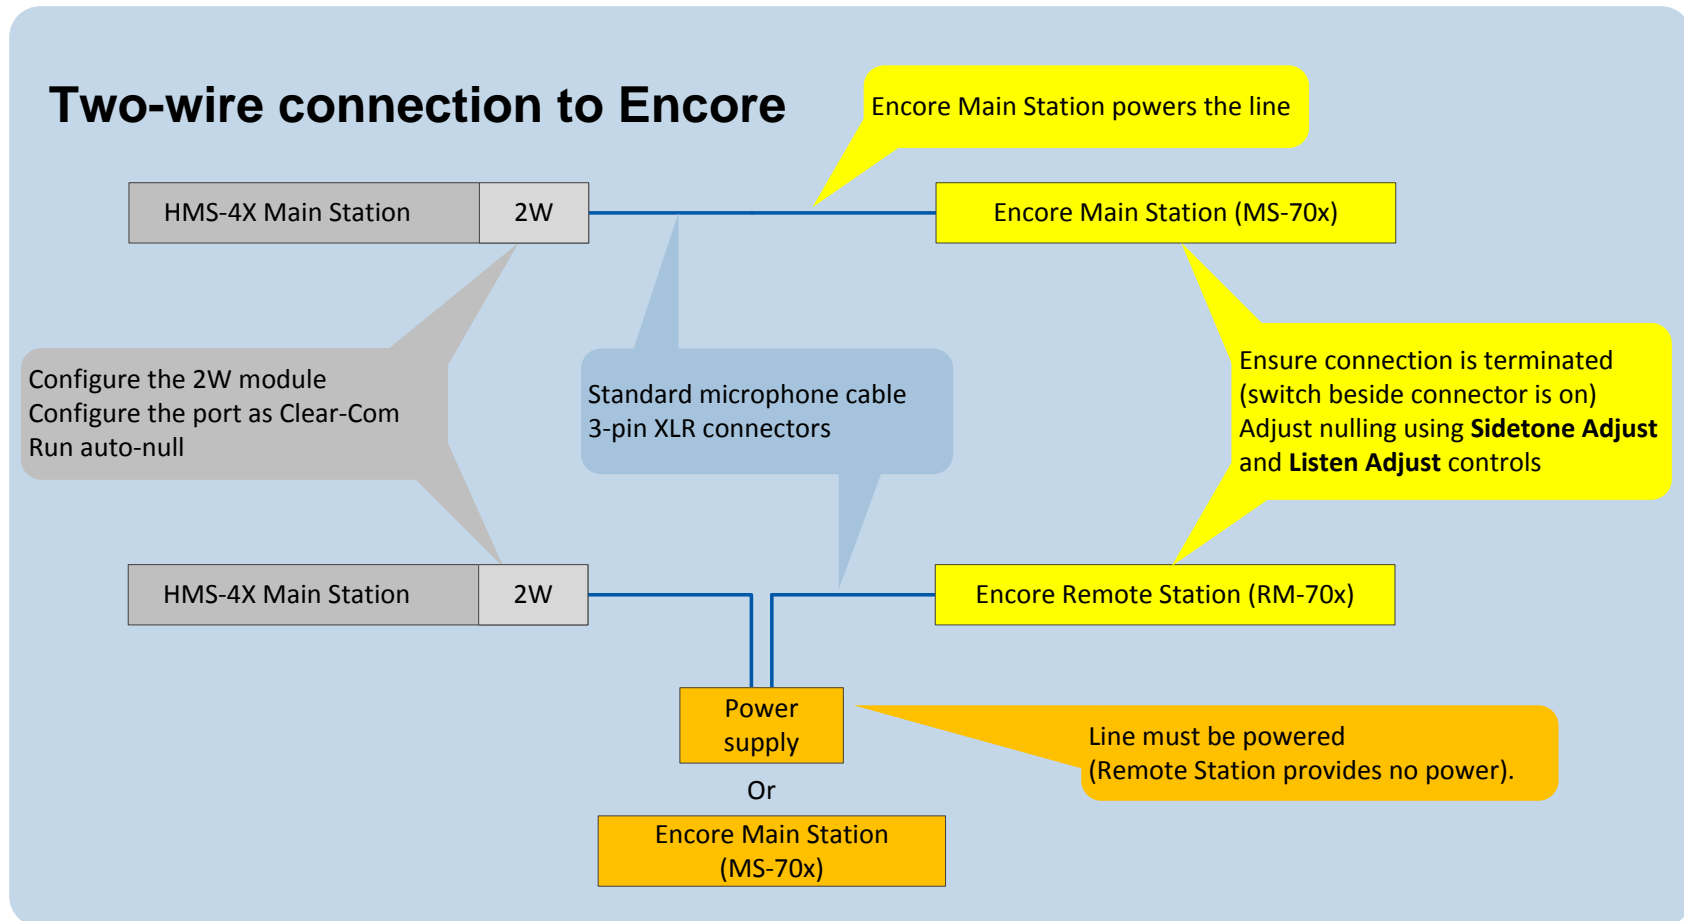 Two-wire connection to Encore
Encore Main Station powers the line
HMS-4X Main Station
2W
Encore Main Station (MS-70x)
Configure the 2W module
Configure the port as Clear-Com
Run auto-null
Standard microphone cable
3-pin XLR connectors
Ensure connection is terminated
(switch beside connector is on)
Adjust nulling using Sidetone Adjust
and Listen Adjust controls
HMS-4X Main Station
2W
Encore Remote Station (RM-70x)
Power
supply
Line must be powered
(Remote Station provides no power).
Or
Encore Main Station
(MS-70x)